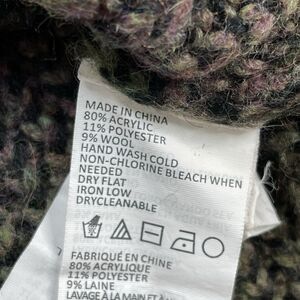 MADE IN CHINA
80% ACRYLIC
11% POLYESTER
9% WOOL
HAND WASH COLD
NON-CHLORINE BLEACH WHEN
NEEDED
DRY FLAT
IRON LOW
DRYCLEANABLE
FABRIQUÉ EN CHINE
80% ACRYLIQUE
11% POLYESTER
9% LAINE
LAVAGE À LA MAIN ET À